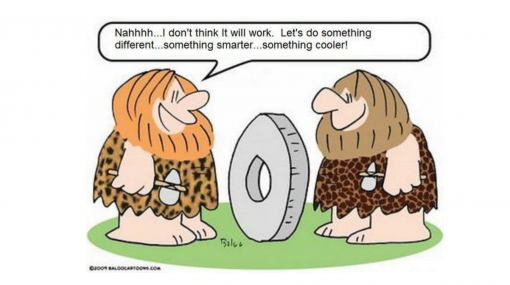 Nahhhh...I don't think It will work.  Let's do something
different...something smarter...something cooler!
©2009 BALOOCARTOONS.COM